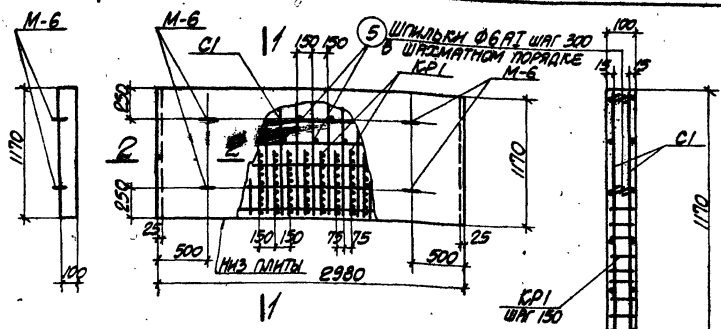 М-6
М-6
С1
1
150 150
5
ШПИЛЬКИ Ф6АI ШАГ 300
В ШАХМАТНОМ ПОРЯДКЕ
КР1
М-6
100
15
15
С1
1170
250
2
2
250
1170
1170
25
500
150 150
75
75
500
25
НИЗ ПЛИТЫ
2980
100
1
КР1
ШАГ 150